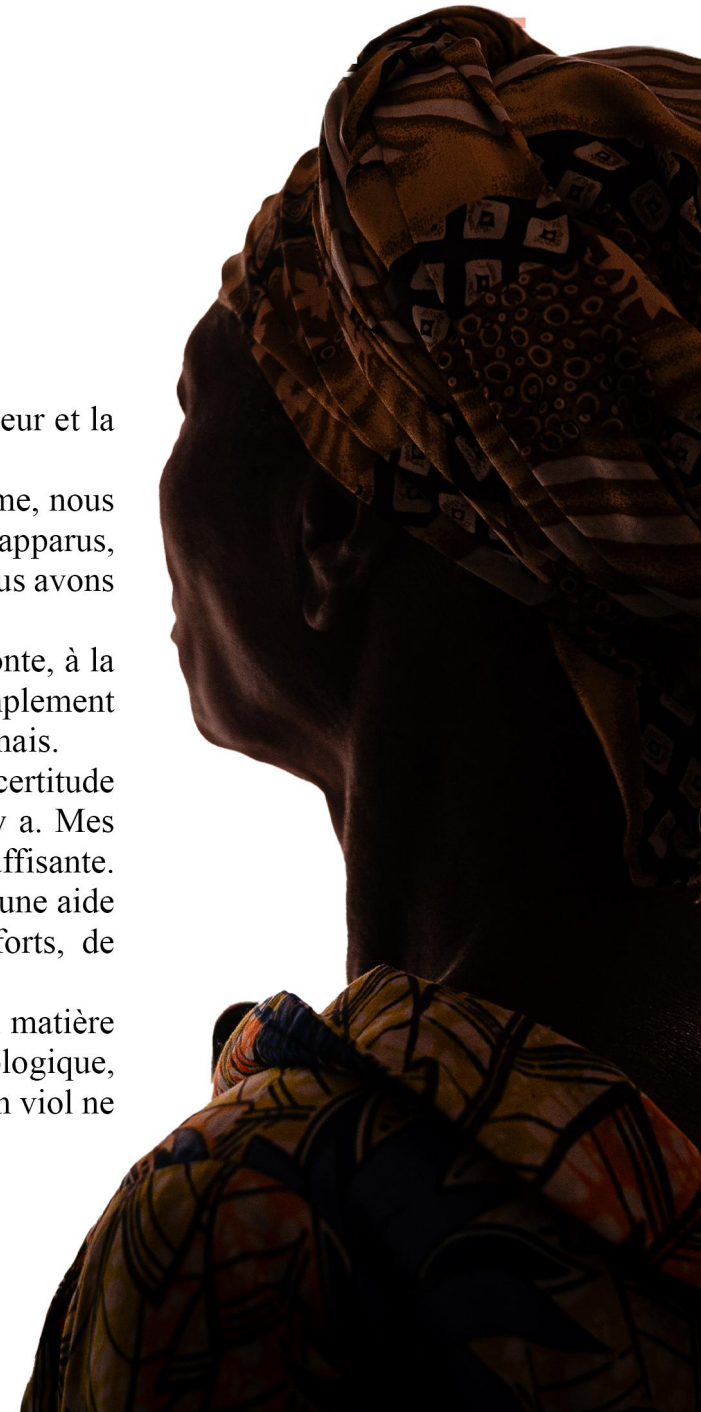 eur et la
me, nous
apparus,
us avons
onte, à la
nplement
nais.
certitude
y a. Mes
uffisante.
une aide
forts, de
matière
logique,
n viol ne